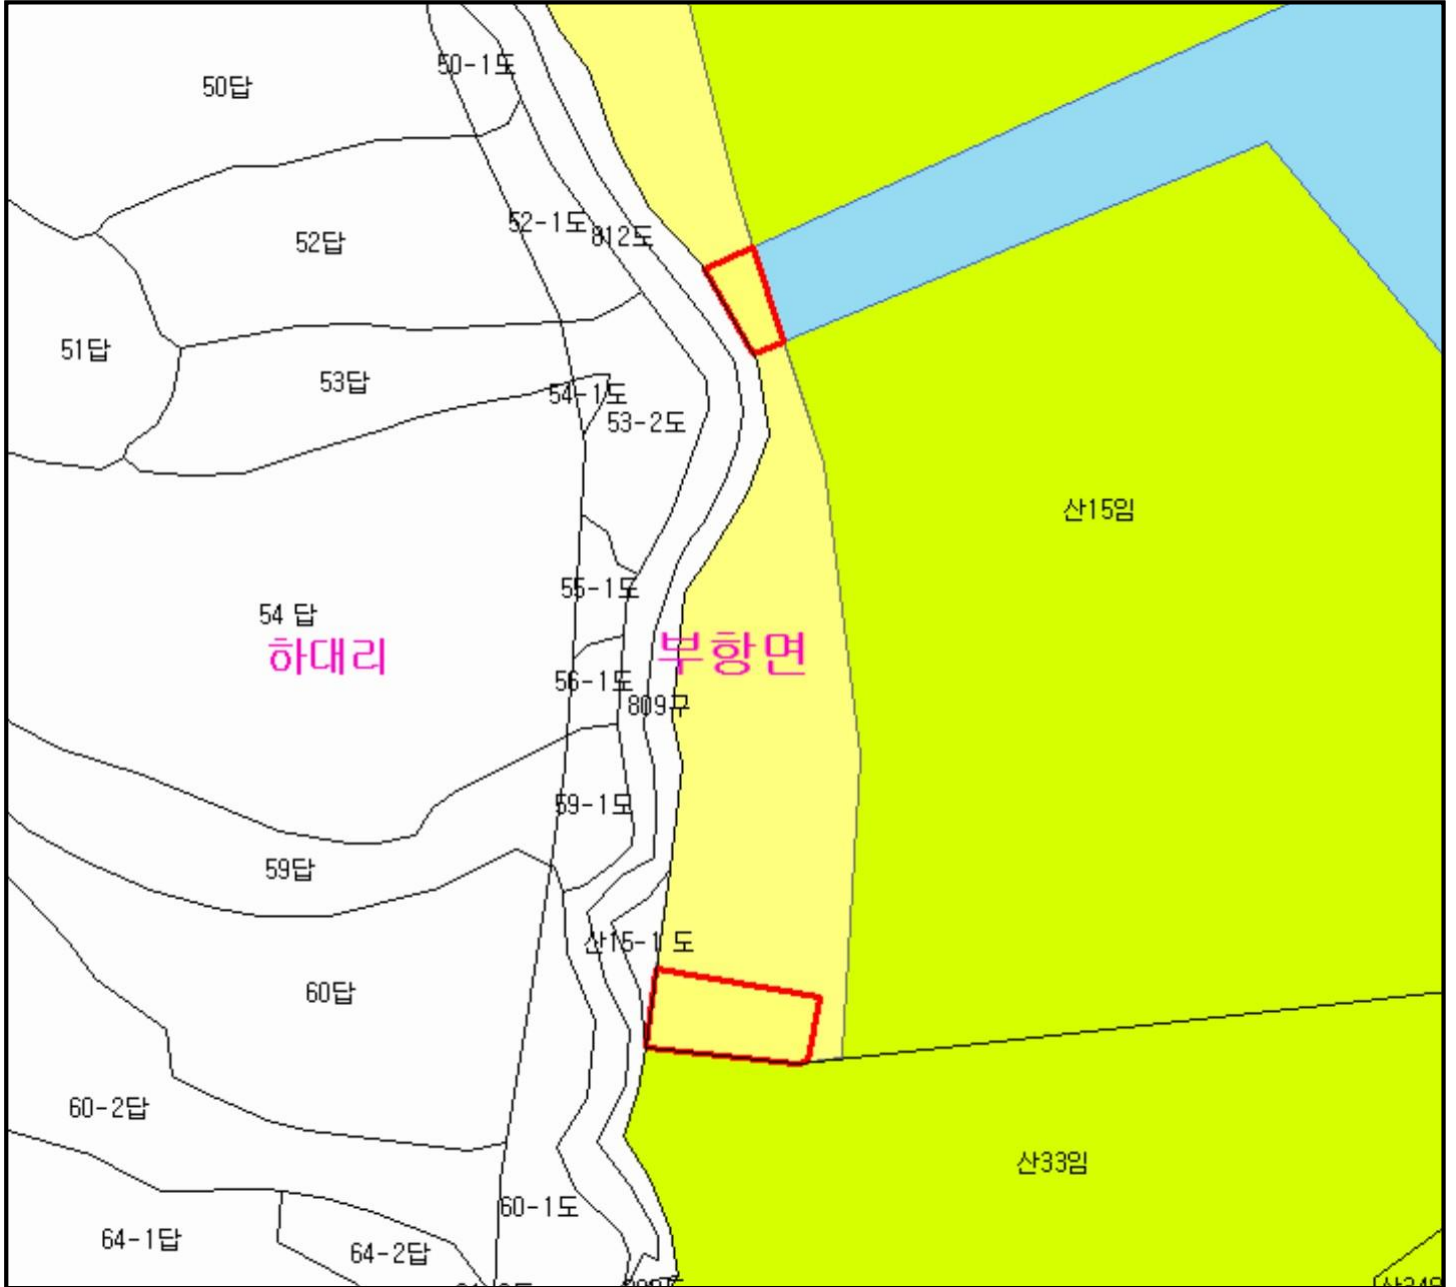 50-1도
50답
52-1도
812도
52답
51답
53답
54-1도
53-2도
산15임
55-1도
54 답
하대리
부항면
56-1도
809구
59-1도
59답
산15-1 도
60답
60-2답
산33임
60-1도
64-1답
64-2답